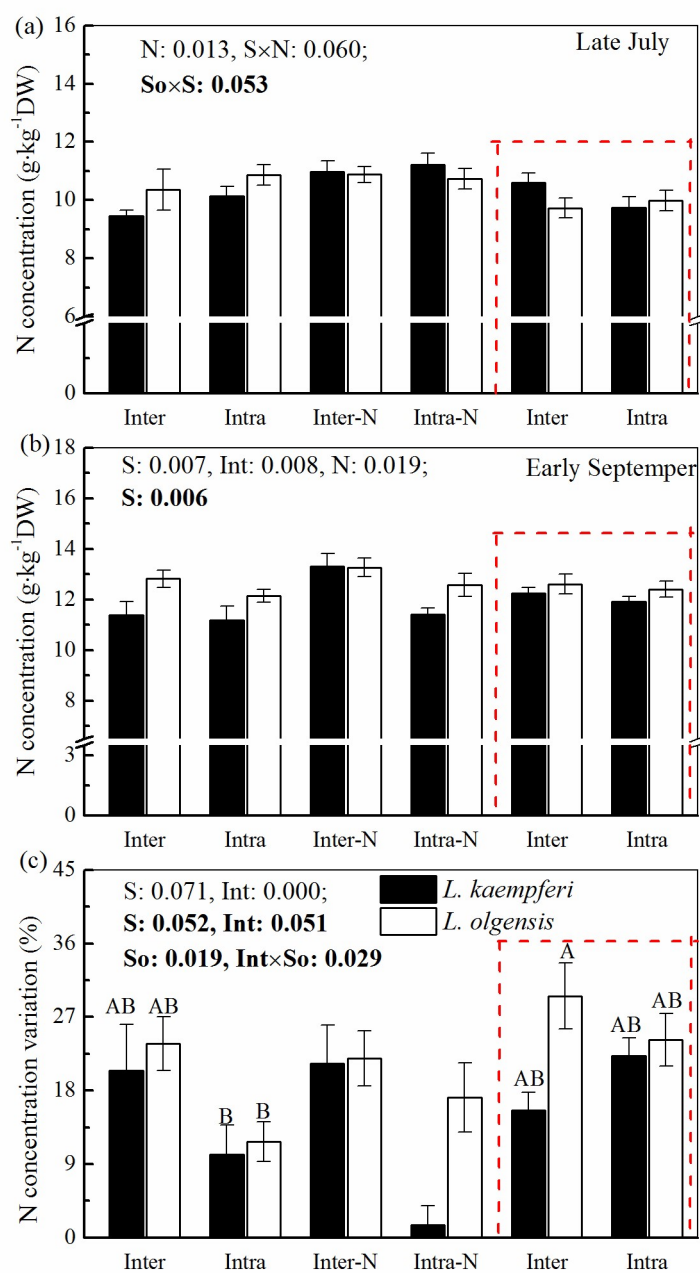 (a)
N: 0.013, S×N: 0.060;
So×S: 0.053
Late July
N concentration (g·kg⁻¹DW)
16
14
12
10
8
6
0
Inter Intra Inter-N Intra-N Inter Intra
(b)
S: 0.007, Int: 0.008, N: 0.019;
S: 0.006
Early Septemper
N concentration (g·kg⁻¹DW)
18
16
14
12
10
8
3
0
Inter Intra Inter-N Intra-N Inter Intra
(c)
S: 0.071, Int: 0.000;
S: 0.052, Int: 0.051
So: 0.019, Int×So: 0.029
L. kaempferi
L. olgensis
N concentration variation (%)
45
36
27
18
9
0
AB AB B B AB A AB AB
Inter Intra Inter-N Intra-N Inter Intra